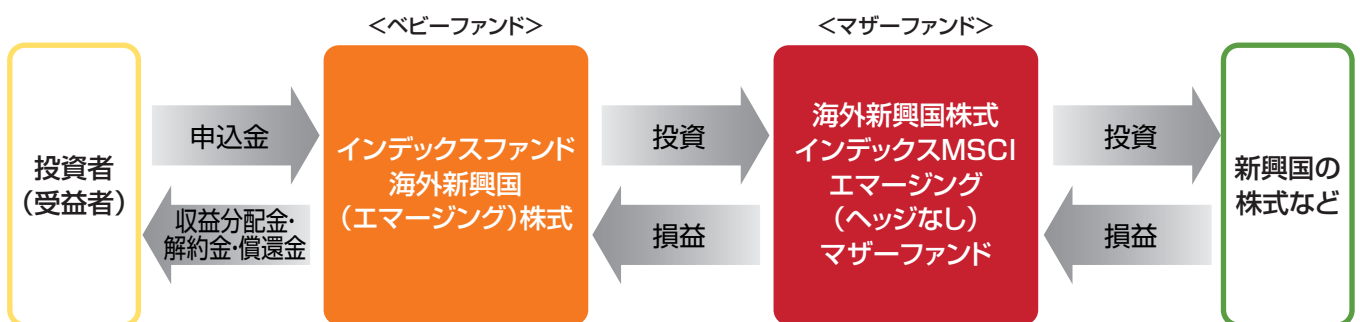 <ベビーファンド>
<マザーファンド>
投資者
(受益者)
申込金
収益分配金・
解約金・償還金
インデックスファンド
海外新興国
(エマージング)株式
投資
損益
海外新興国株式
インデックスMSCI
エマージング
(ヘッジなし)
マザーファンド
投資
損益
新興国の
株式など